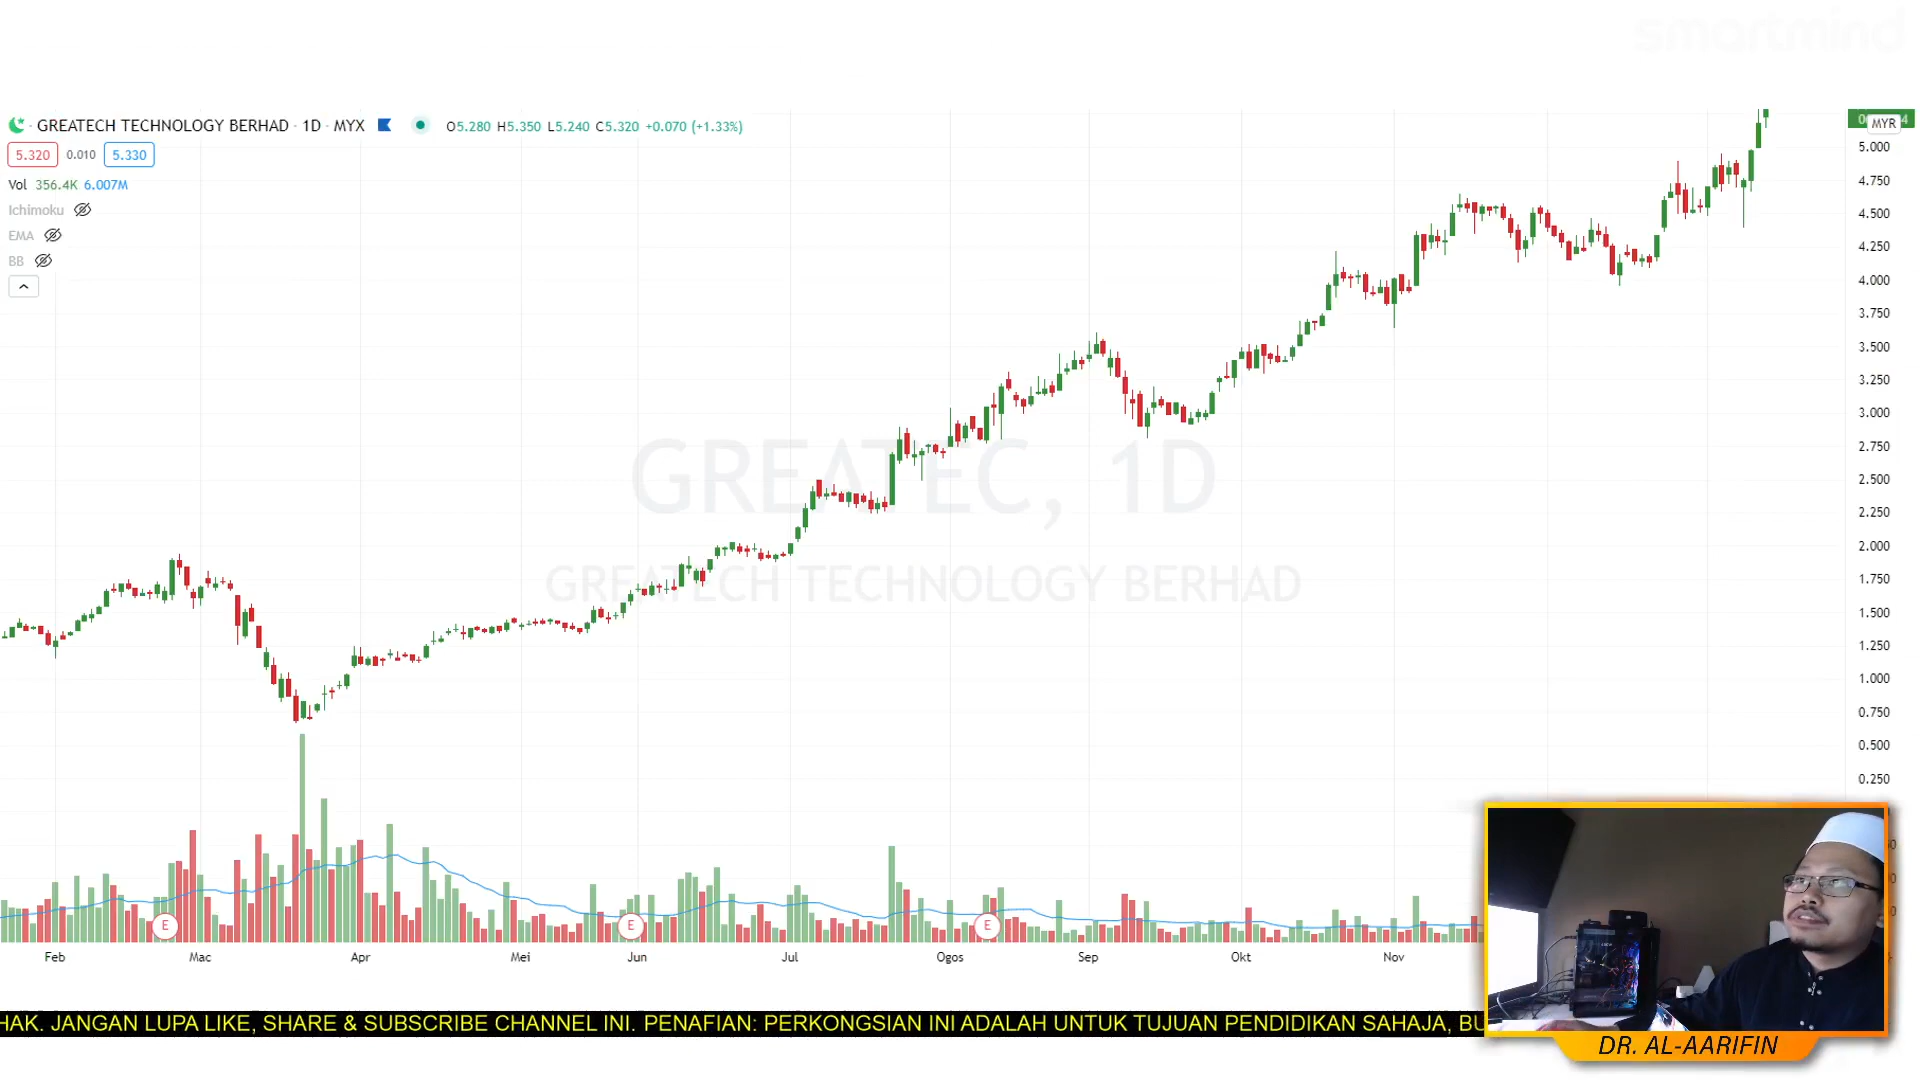 smartmind
GREATECH TECHNOLOGY BERHAD · 1D · MYX O5.280 H5.350 L5.240 C5.320 +0.070 (+1.33%)
5.320 0.010 5.330
Vol 356.4K 6.007M
Ichimoku
EMA
BB
MYR
5.000
4.750
4.500
4.250
4.000
3.750
3.500
3.250
3.000
2.750
2.500
2.250
2.000
1.750
1.500
1.250
1.000
0.750
0.500
0.250
GREATEC, 1D
GREATECH TECHNOLOGY BERHAD
E E E
Feb Mac Apr Mei Jun Jul Ogos Sep Okt Nov
HAK. JANGAN LUPA LIKE, SHARE & SUBSCRIBE CHANNEL INI. PENAFIAN: PERKONGSIAN INI ADALAH UNTUK TUJUAN PENDIDIKAN SAHAJA, BU
DR. AL-AARIFIN